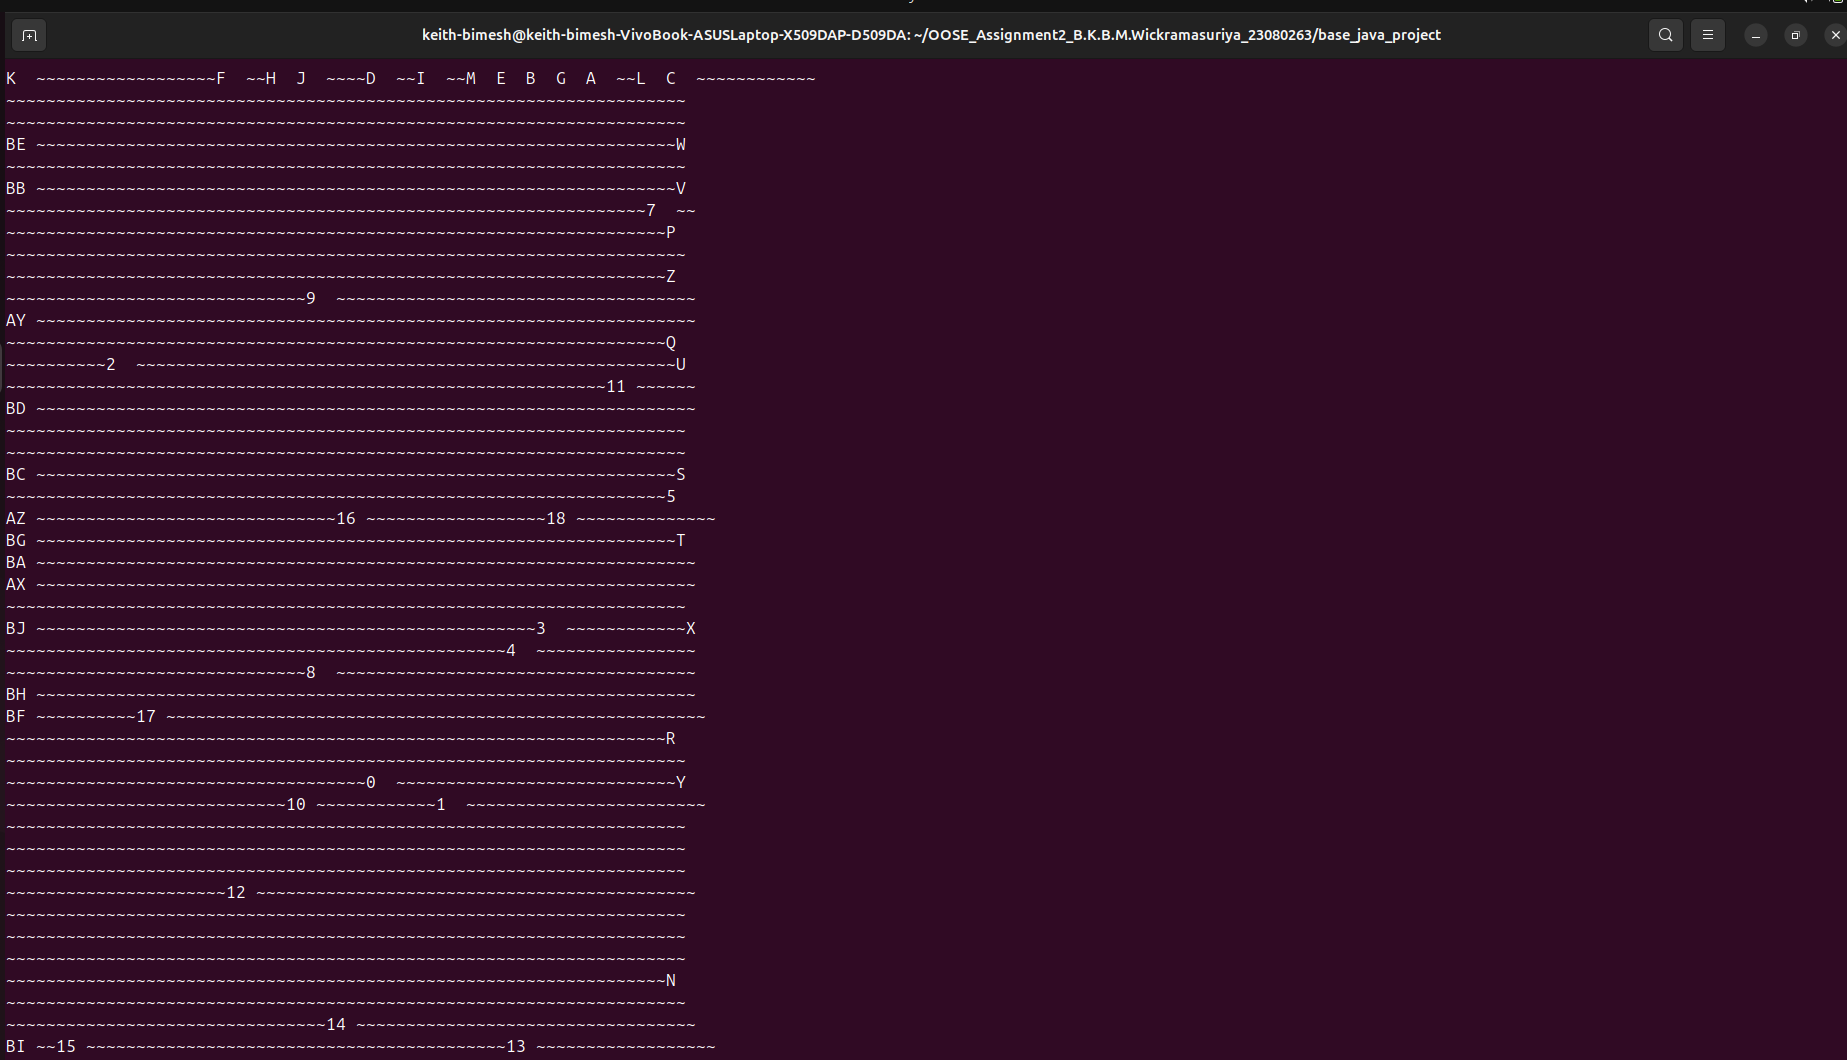 keith-bimesh@keith-bimesh-VivoBook-ASUSLaptop-X509DAP-D509DA: ~/OOSE_Assignment2_B.K.B.M.Wickramasuriya_23080263/base_java_project
K  ~~~~~~~~~~~~~~~~~~F  ~~H  J  ~~~~D  ~~I  ~~M  E  B  G  A  ~~L  C  ~~~~~~~~~~~~
~~~~~~~~~~~~~~~~~~~~~~~~~~~~~~~~~~~~~~~~~~~~~~~~~~~~~~~~~~~~~~~~~~~~
~~~~~~~~~~~~~~~~~~~~~~~~~~~~~~~~~~~~~~~~~~~~~~~~~~~~~~~~~~~~~~~~~~~~
BE ~~~~~~~~~~~~~~~~~~~~~~~~~~~~~~~~~~~~~~~~~~~~~~~~~~~~~~~~~~~~~~~~W
~~~~~~~~~~~~~~~~~~~~~~~~~~~~~~~~~~~~~~~~~~~~~~~~~~~~~~~~~~~~~~~~~~~~
BB ~~~~~~~~~~~~~~~~~~~~~~~~~~~~~~~~~~~~~~~~~~~~~~~~~~~~~~~~~~~~~~~~V
~~~~~~~~~~~~~~~~~~~~~~~~~~~~~~~~~~~~~~~~~~~~~~~~~~~~~~~~~~~~~~~~7  ~~
~~~~~~~~~~~~~~~~~~~~~~~~~~~~~~~~~~~~~~~~~~~~~~~~~~~~~~~~~~~~~~~~~~P
~~~~~~~~~~~~~~~~~~~~~~~~~~~~~~~~~~~~~~~~~~~~~~~~~~~~~~~~~~~~~~~~~~~~
~~~~~~~~~~~~~~~~~~~~~~~~~~~~~~~~~~~~~~~~~~~~~~~~~~~~~~~~~~~~~~~~~~Z
~~~~~~~~~~~~~~~~~~~~~~~~~~~~~~9  ~~~~~~~~~~~~~~~~~~~~~~~~~~~~~~~~~~~~
AY ~~~~~~~~~~~~~~~~~~~~~~~~~~~~~~~~~~~~~~~~~~~~~~~~~~~~~~~~~~~~~~~~~~
~~~~~~~~~~~~~~~~~~~~~~~~~~~~~~~~~~~~~~~~~~~~~~~~~~~~~~~~~~~~~~~~~~Q
~~~~~~~~~~2  ~~~~~~~~~~~~~~~~~~~~~~~~~~~~~~~~~~~~~~~~~~~~~~~~~~~~~~U
~~~~~~~~~~~~~~~~~~~~~~~~~~~~~~~~~~~~~~~~~~~~~~~~~~~~~~~~~~~~11 ~~~~~~
BD ~~~~~~~~~~~~~~~~~~~~~~~~~~~~~~~~~~~~~~~~~~~~~~~~~~~~~~~~~~~~~~~~~~
~~~~~~~~~~~~~~~~~~~~~~~~~~~~~~~~~~~~~~~~~~~~~~~~~~~~~~~~~~~~~~~~~~~~
~~~~~~~~~~~~~~~~~~~~~~~~~~~~~~~~~~~~~~~~~~~~~~~~~~~~~~~~~~~~~~~~~~~~
BC ~~~~~~~~~~~~~~~~~~~~~~~~~~~~~~~~~~~~~~~~~~~~~~~~~~~~~~~~~~~~~~~~S
~~~~~~~~~~~~~~~~~~~~~~~~~~~~~~~~~~~~~~~~~~~~~~~~~~~~~~~~~~~~~~~~~~5
AZ ~~~~~~~~~~~~~~~~~~~~~~~~~~~~~~16 ~~~~~~~~~~~~~~~~~~18 ~~~~~~~~~~~~~~
BG ~~~~~~~~~~~~~~~~~~~~~~~~~~~~~~~~~~~~~~~~~~~~~~~~~~~~~~~~~~~~~~~~T
BA ~~~~~~~~~~~~~~~~~~~~~~~~~~~~~~~~~~~~~~~~~~~~~~~~~~~~~~~~~~~~~~~~~~
AX ~~~~~~~~~~~~~~~~~~~~~~~~~~~~~~~~~~~~~~~~~~~~~~~~~~~~~~~~~~~~~~~~~~
~~~~~~~~~~~~~~~~~~~~~~~~~~~~~~~~~~~~~~~~~~~~~~~~~~~~~~~~~~~~~~~~~~~~
BJ ~~~~~~~~~~~~~~~~~~~~~~~~~~~~~~~~~~~~~~~~~~~~~~~~~~3  ~~~~~~~~~~~~X
~~~~~~~~~~~~~~~~~~~~~~~~~~~~~~~~~~~~~~~~~~~~~~~~~~4  ~~~~~~~~~~~~~~~~
~~~~~~~~~~~~~~~~~~~~~~~~~~~~~~8  ~~~~~~~~~~~~~~~~~~~~~~~~~~~~~~~~~~~~
BH ~~~~~~~~~~~~~~~~~~~~~~~~~~~~~~~~~~~~~~~~~~~~~~~~~~~~~~~~~~~~~~~~~~
BF ~~~~~~~~~~17 ~~~~~~~~~~~~~~~~~~~~~~~~~~~~~~~~~~~~~~~~~~~~~~~~~~~~~~
~~~~~~~~~~~~~~~~~~~~~~~~~~~~~~~~~~~~~~~~~~~~~~~~~~~~~~~~~~~~~~~~~~R
~~~~~~~~~~~~~~~~~~~~~~~~~~~~~~~~~~~~~~~~~~~~~~~~~~~~~~~~~~~~~~~~~~~~
~~~~~~~~~~~~~~~~~~~~~~~~~~~~~~~~~~~~0  ~~~~~~~~~~~~~~~~~~~~~~~~~~~~Y
~~~~~~~~~~~~~~~~~~~~~~~~~~~~10 ~~~~~~~~~~~~1  ~~~~~~~~~~~~~~~~~~~~~~~~
~~~~~~~~~~~~~~~~~~~~~~~~~~~~~~~~~~~~~~~~~~~~~~~~~~~~~~~~~~~~~~~~~~~~
~~~~~~~~~~~~~~~~~~~~~~~~~~~~~~~~~~~~~~~~~~~~~~~~~~~~~~~~~~~~~~~~~~~~
~~~~~~~~~~~~~~~~~~~~~~~~~~~~~~~~~~~~~~~~~~~~~~~~~~~~~~~~~~~~~~~~~~~~
~~~~~~~~~~~~~~~~~~~~~~12 ~~~~~~~~~~~~~~~~~~~~~~~~~~~~~~~~~~~~~~~~~~~~
~~~~~~~~~~~~~~~~~~~~~~~~~~~~~~~~~~~~~~~~~~~~~~~~~~~~~~~~~~~~~~~~~~~~
~~~~~~~~~~~~~~~~~~~~~~~~~~~~~~~~~~~~~~~~~~~~~~~~~~~~~~~~~~~~~~~~~~~~
~~~~~~~~~~~~~~~~~~~~~~~~~~~~~~~~~~~~~~~~~~~~~~~~~~~~~~~~~~~~~~~~~~~~
~~~~~~~~~~~~~~~~~~~~~~~~~~~~~~~~~~~~~~~~~~~~~~~~~~~~~~~~~~~~~~~~~~N
~~~~~~~~~~~~~~~~~~~~~~~~~~~~~~~~~~~~~~~~~~~~~~~~~~~~~~~~~~~~~~~~~~~~
~~~~~~~~~~~~~~~~~~~~~~~~~~~~~~~~14 ~~~~~~~~~~~~~~~~~~~~~~~~~~~~~~~~~~
BI ~~15 ~~~~~~~~~~~~~~~~~~~~~~~~~~~~~~~~~~~~~~~~~~13 ~~~~~~~~~~~~~~~~~~